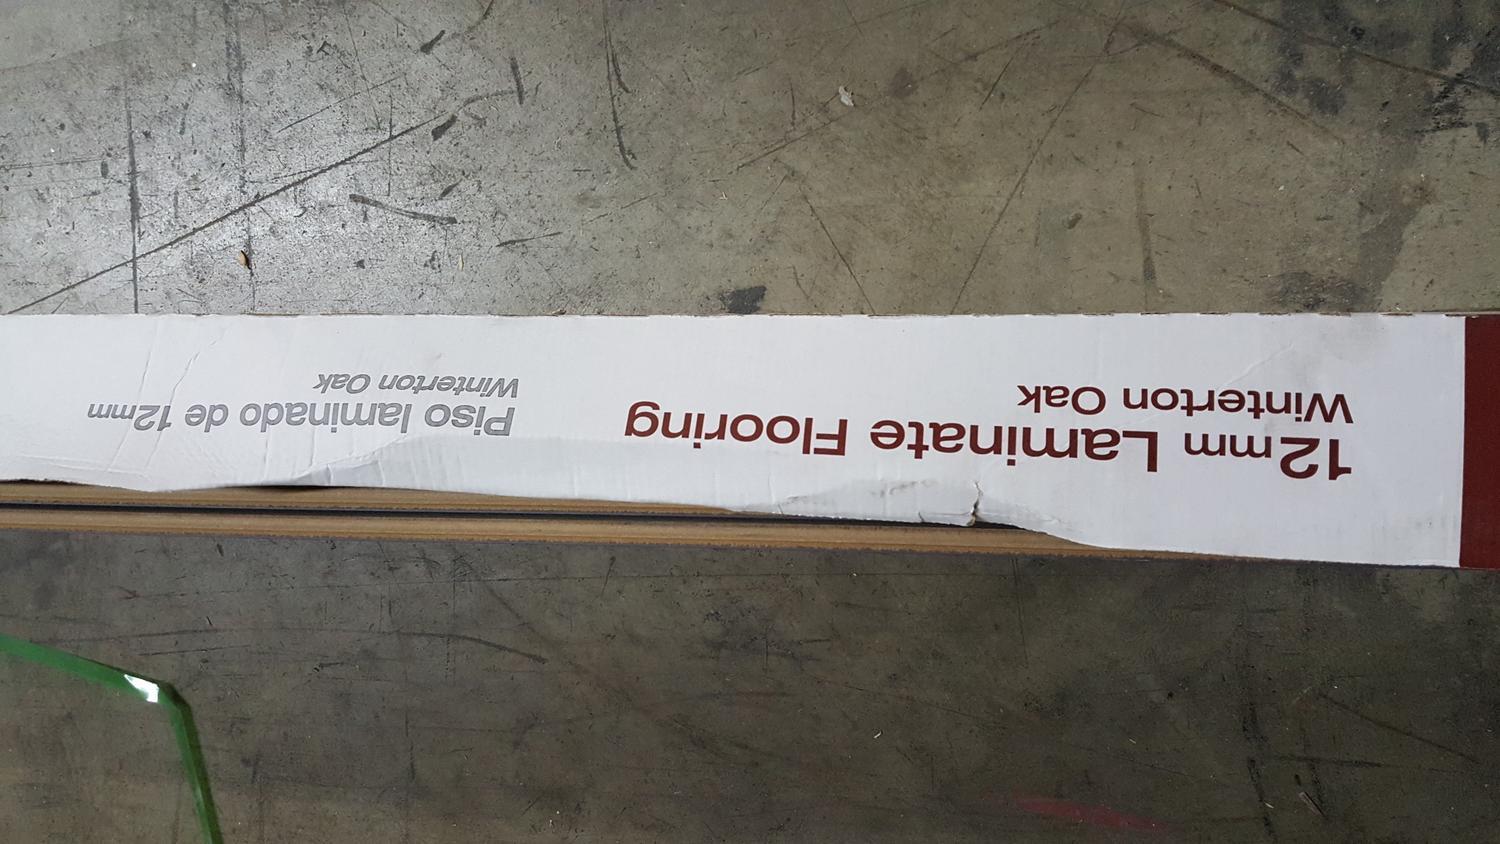 12mm Laminate Flooring
Winterton Oak
Piso laminado de 12mm
Winterton Oak